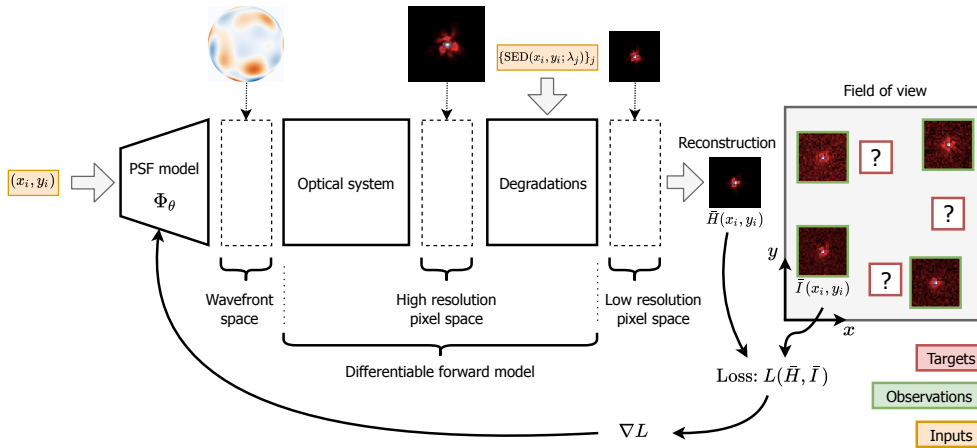 {SED(x_i, y_i; λ_j)}_j
Field of view
(x_i, y_i)
PSF model
Φ_θ
Optical system
Degradations
Reconstruction
H̄(x_i, y_i)
?
?
?
y
Ī(x_i, y_i)
x
Wavefront
space
High resolution
pixel space
Low resolution
pixel space
Differentiable forward model
Loss: L(H̄, Ī)
∇L
Targets
Observations
Inputs